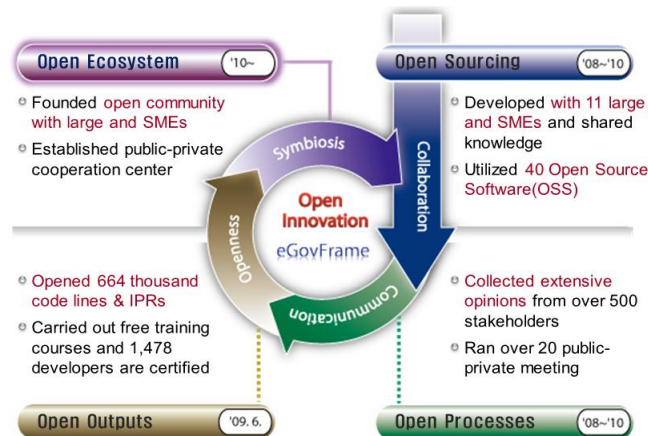 Open Ecosystem '10~
Founded open community
with large and SMEs
Established public-private
cooperation center
Open Sourcing '08~'10
Developed with 11 large
and SMEs and shared
knowledge
Utilized 40 Open Source
Software(OSS)
Symbiosis
Collaboration
Communication
Openness
Open
Innovation
eGovFrame
Opened 664 thousand
code lines & IPRs
Carried out free training
courses and 1,478
developers are certified
Open Outputs '09. 6.
Collected extensive
opinions from over 500
stakeholders
Ran over 20 public-
private meeting
Open Processes '08~'10